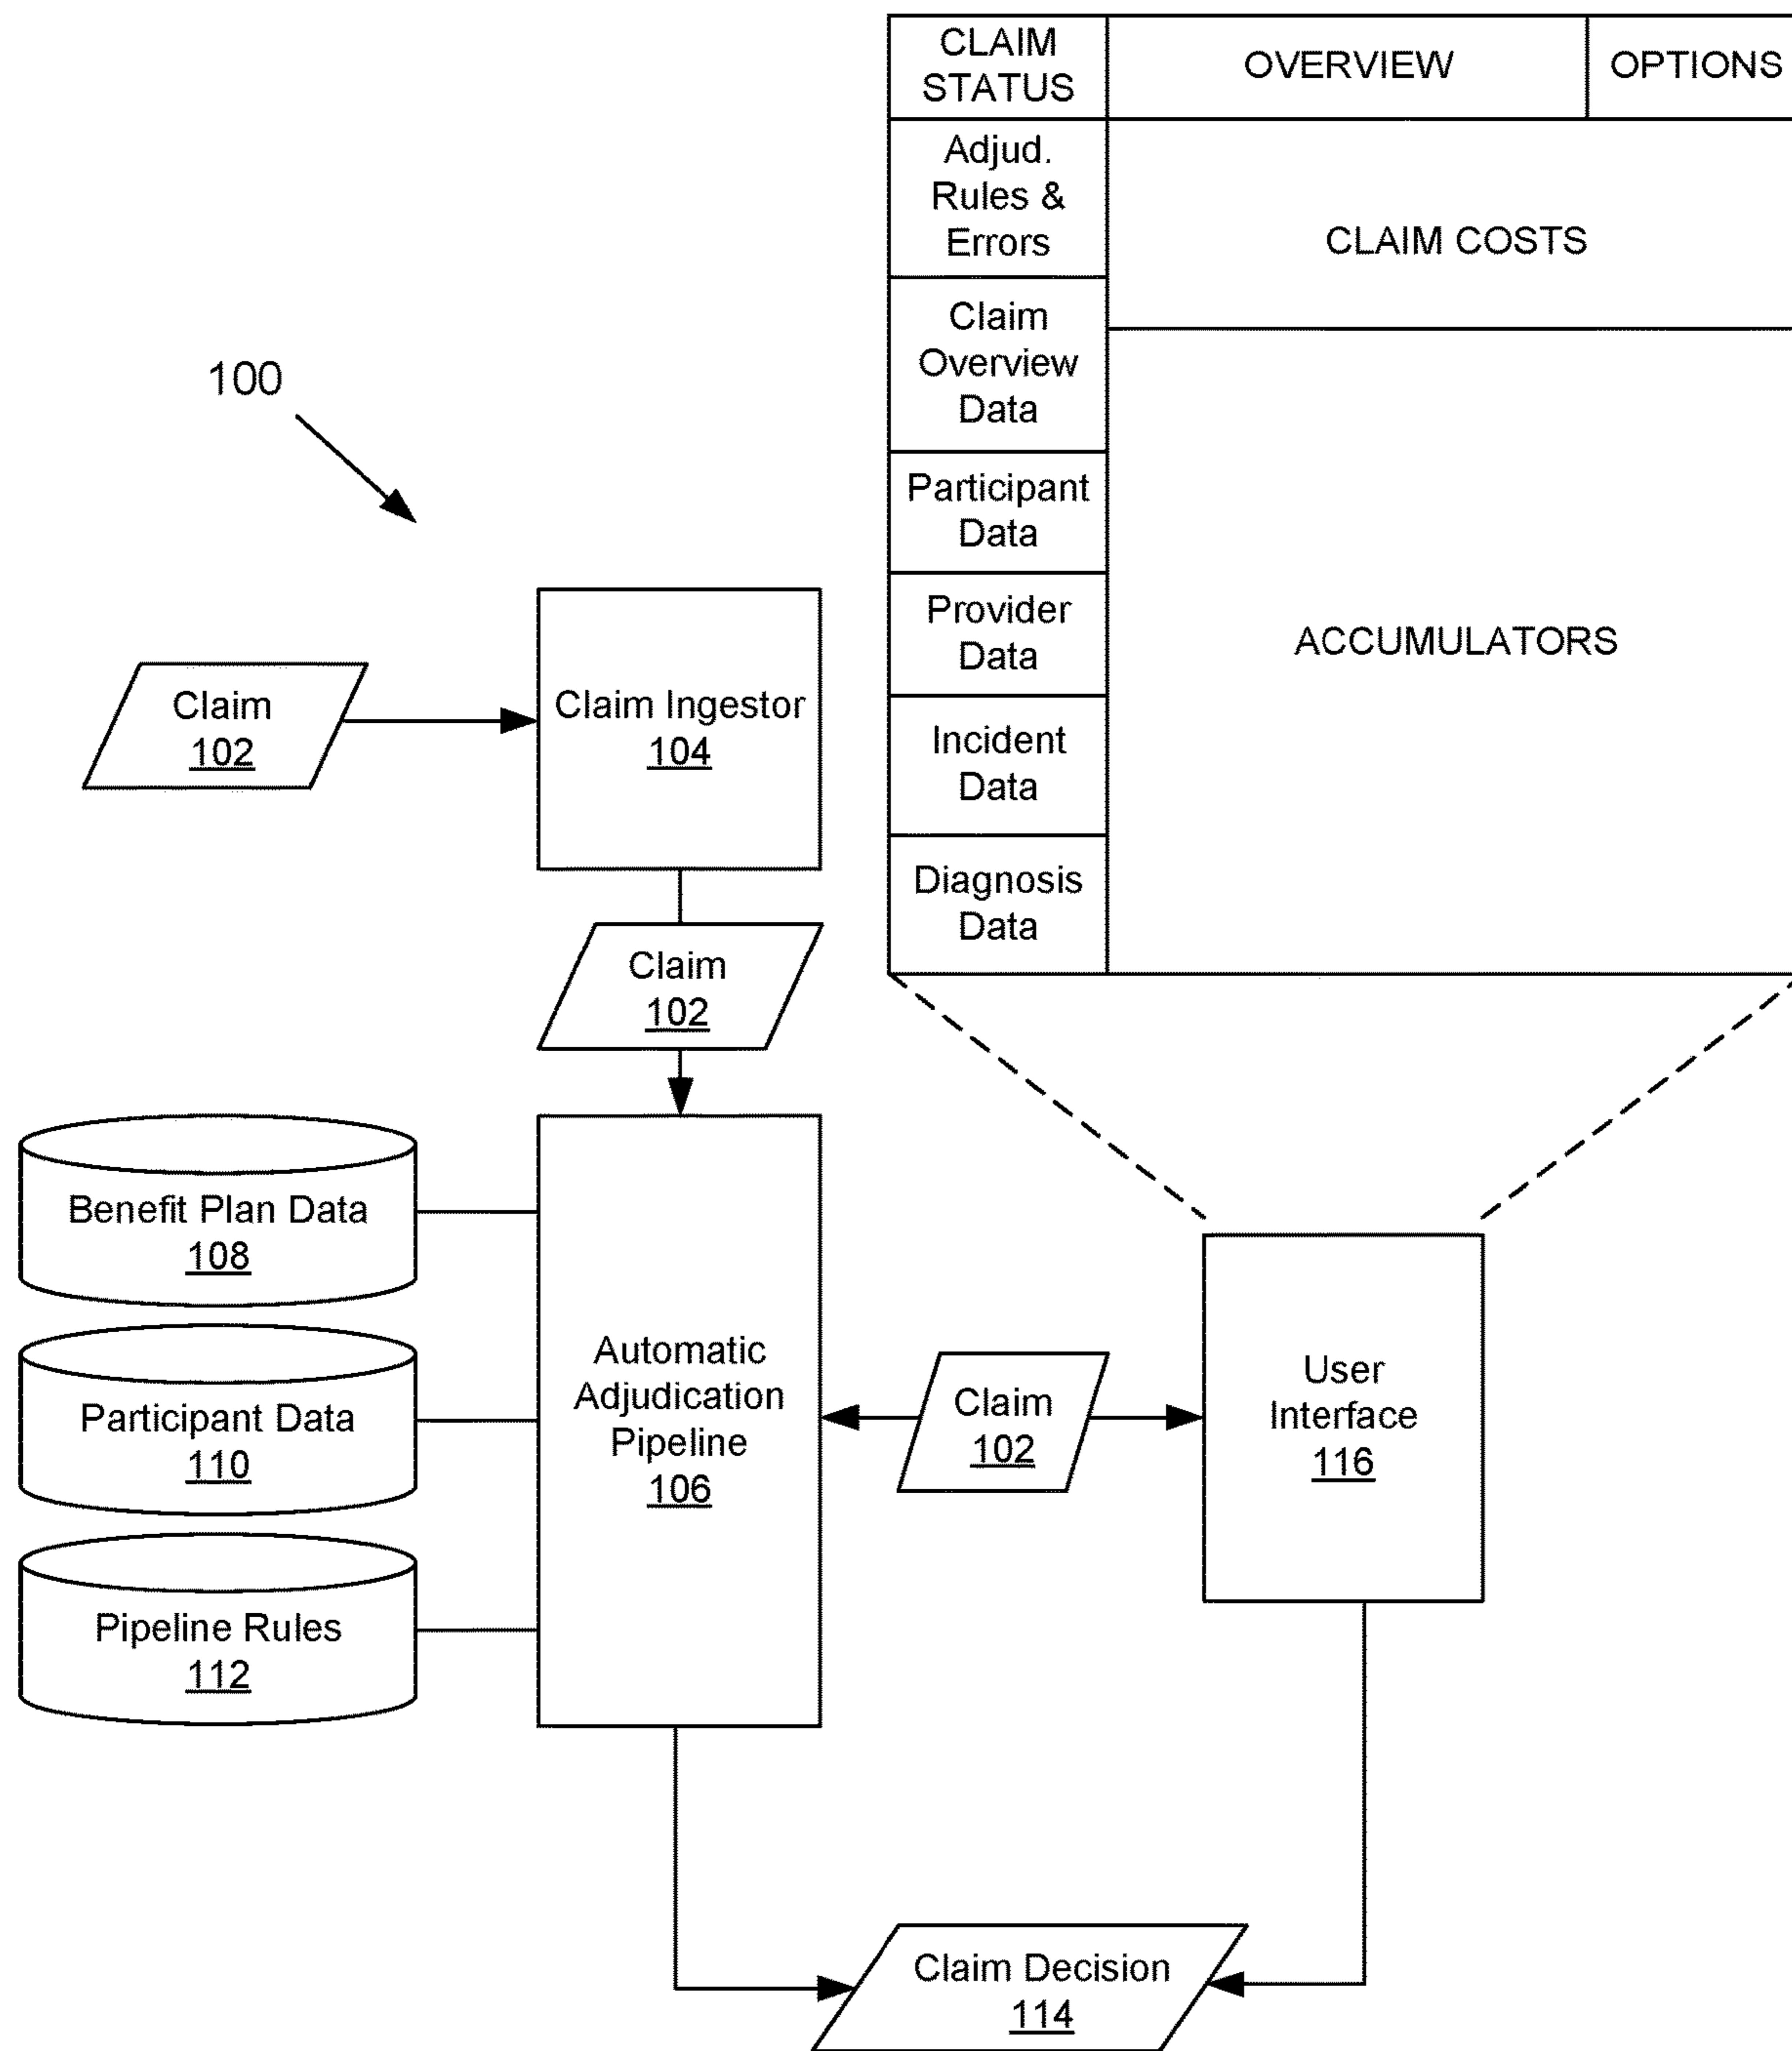 CLAIM
STATUS
OVERVIEW
OPTIONS
Adjud.
Rules &
Errors
CLAIM COSTS
Claim
Overview
Data
Participant
Data
Provider
Data
ACCUMULATORS
Incident
Data
Diagnosis
Data
100
Claim
102
Claim Ingestor
104
Claim
102
Benefit Plan Data
108
Participant Data
110
Pipeline Rules
112
Automatic
Adjudication
Pipeline
106
Claim
102
User
Interface
116
Claim Decision
114